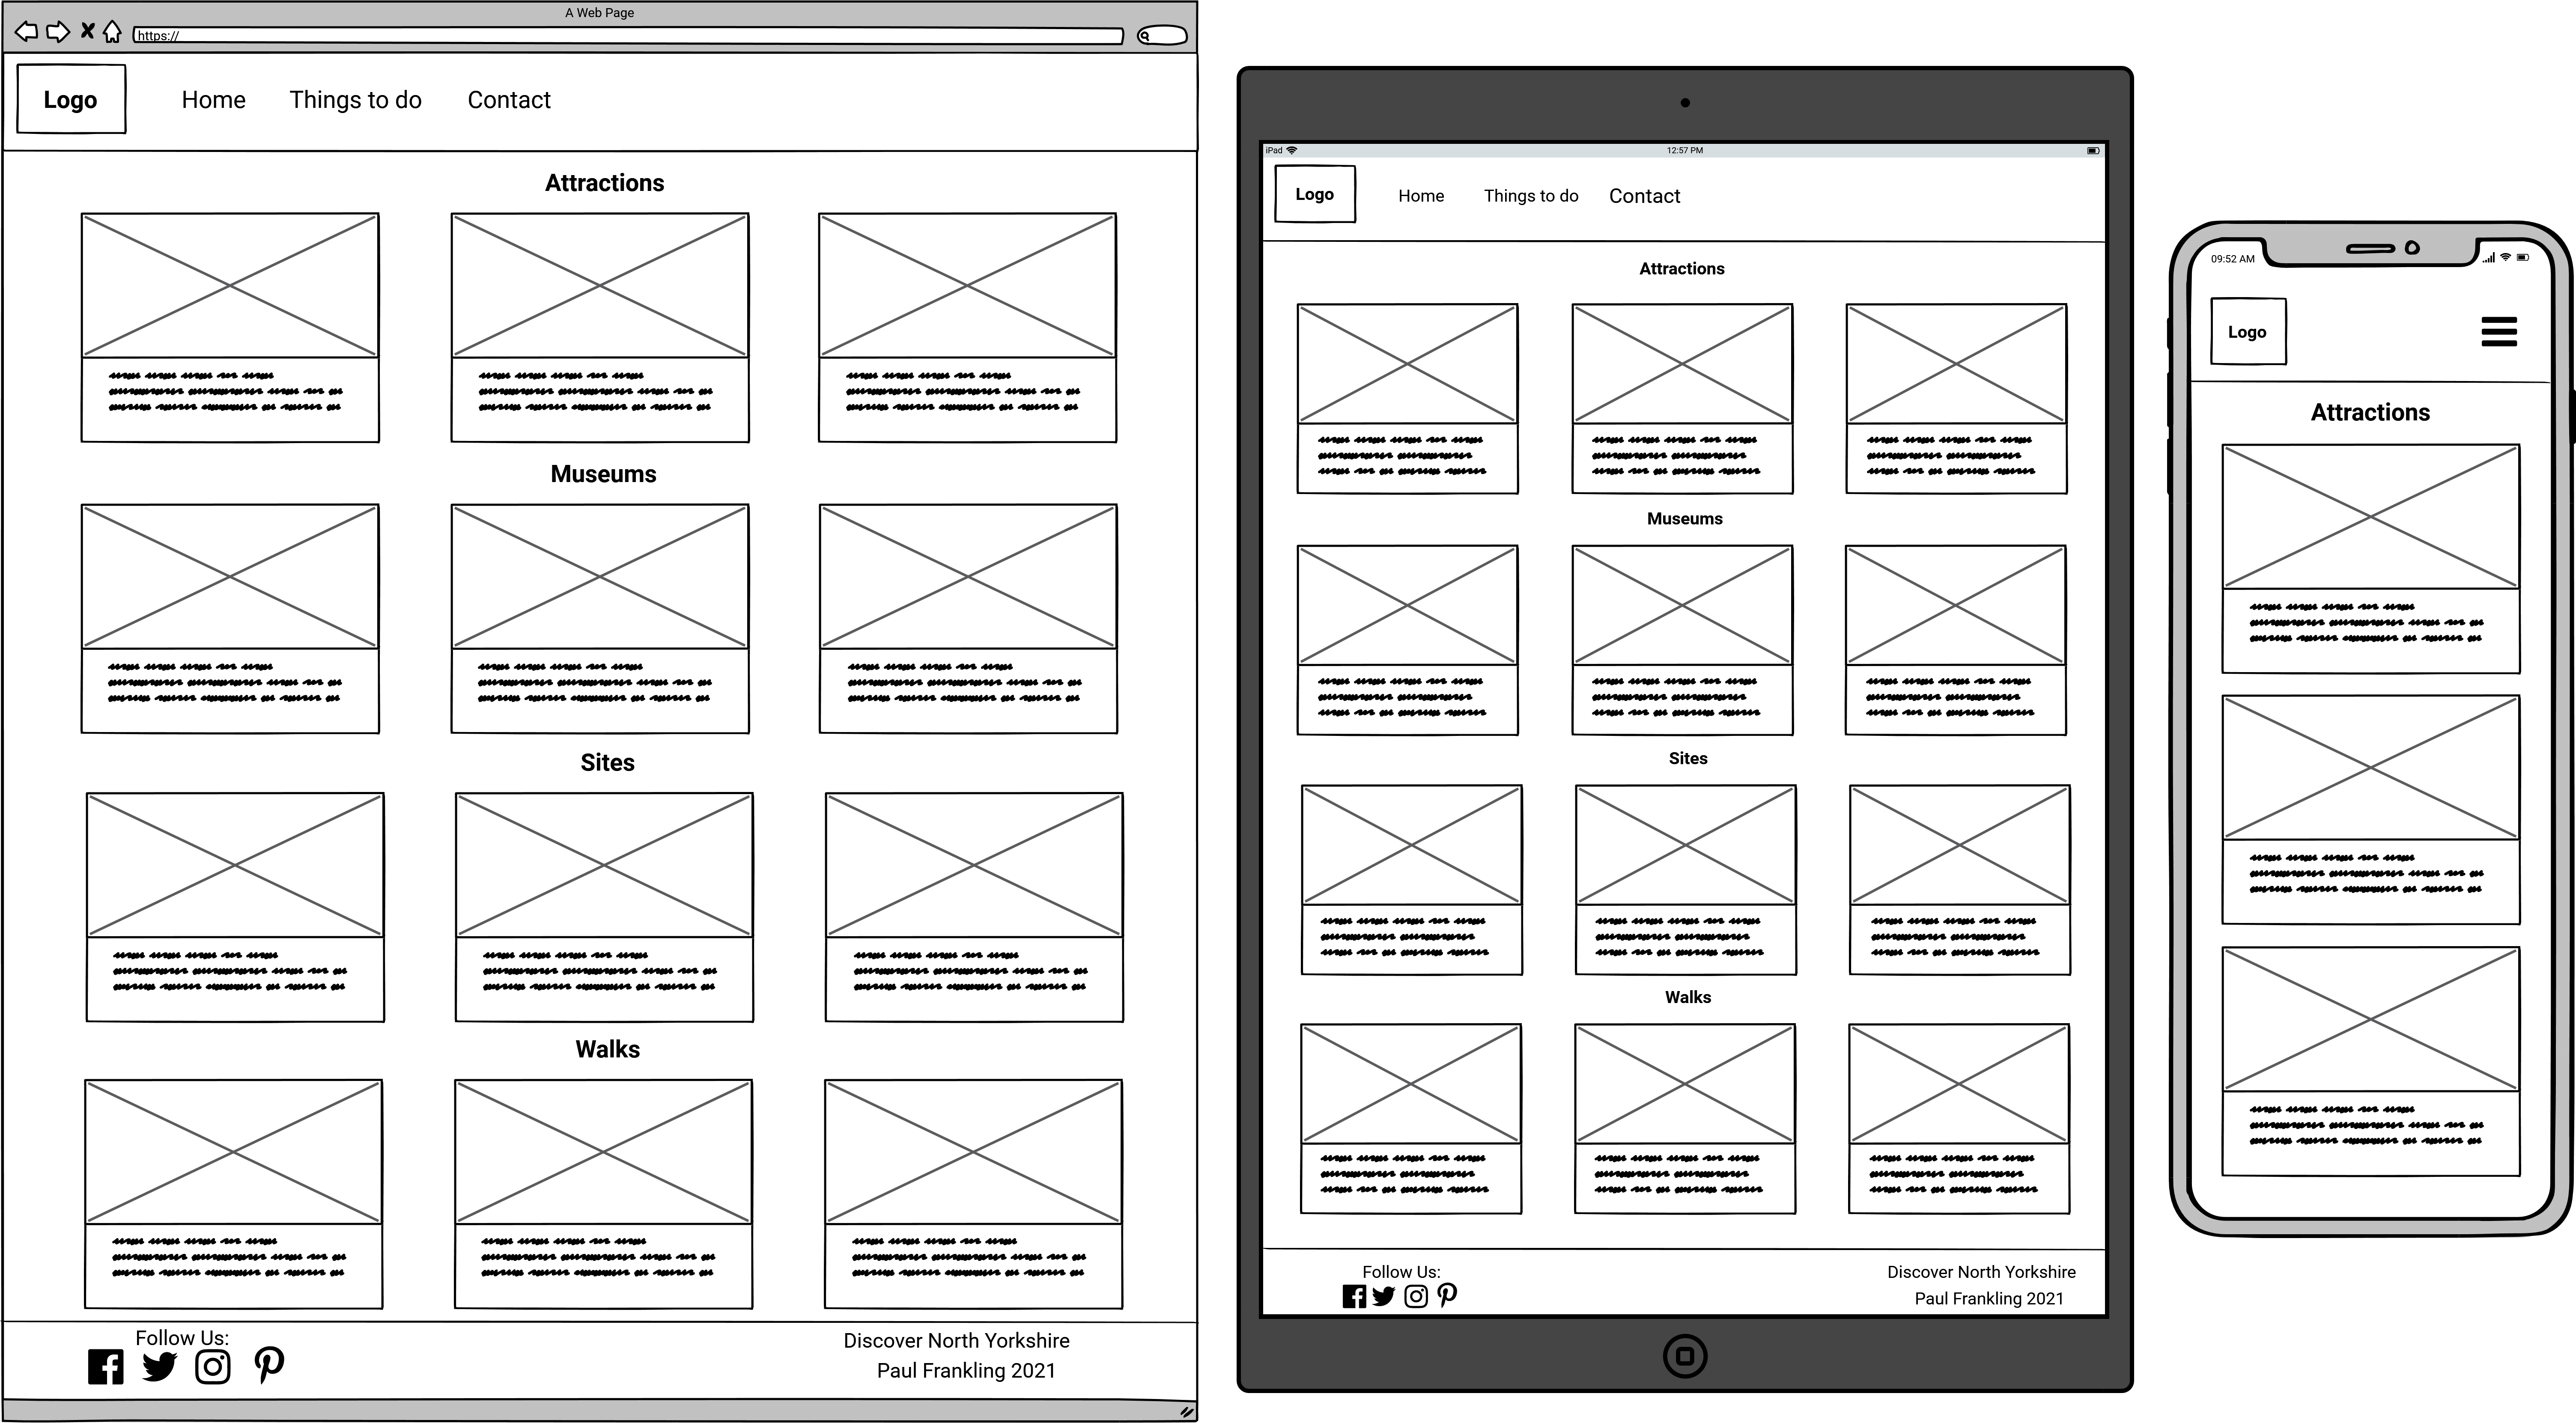 A Web Page
https://
Logo
Home Things to do Contact
Attractions
Museums
Sites
Walks
Follow Us:
Discover North Yorkshire
Paul Frankling 2021
iPad
12:57 PM
Logo
Home Things to do Contact
Attractions
Museums
Sites
Walks
Follow Us:
Discover North Yorkshire
Paul Frankling 2021
09:52 AM
Logo
Attractions